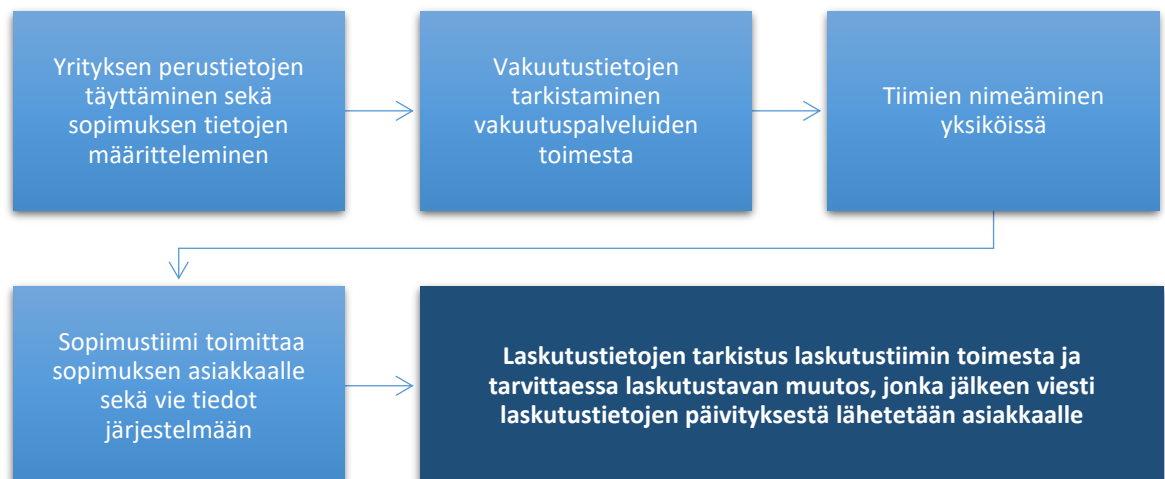 Yrityksen perustietojen
täyttäminen sekä
sopimuksen tietojen
määritteleminen
Vakuutustietojen
tarkistaminen
vakuutuspalveluiden
toimesta
Tiimien nimeäminen
yksiköissä
Sopimustiimi toimittaa
sopimuksen asiakkaalle
sekä vie tiedot
järjestelmään
Laskutustietojen tarkistus laskutustiimin toimesta ja
tarvittaessa laskutustavan muutos, jonka jälkeen viesti
laskutustietojen päivityksestä lähetetään asiakkaalle